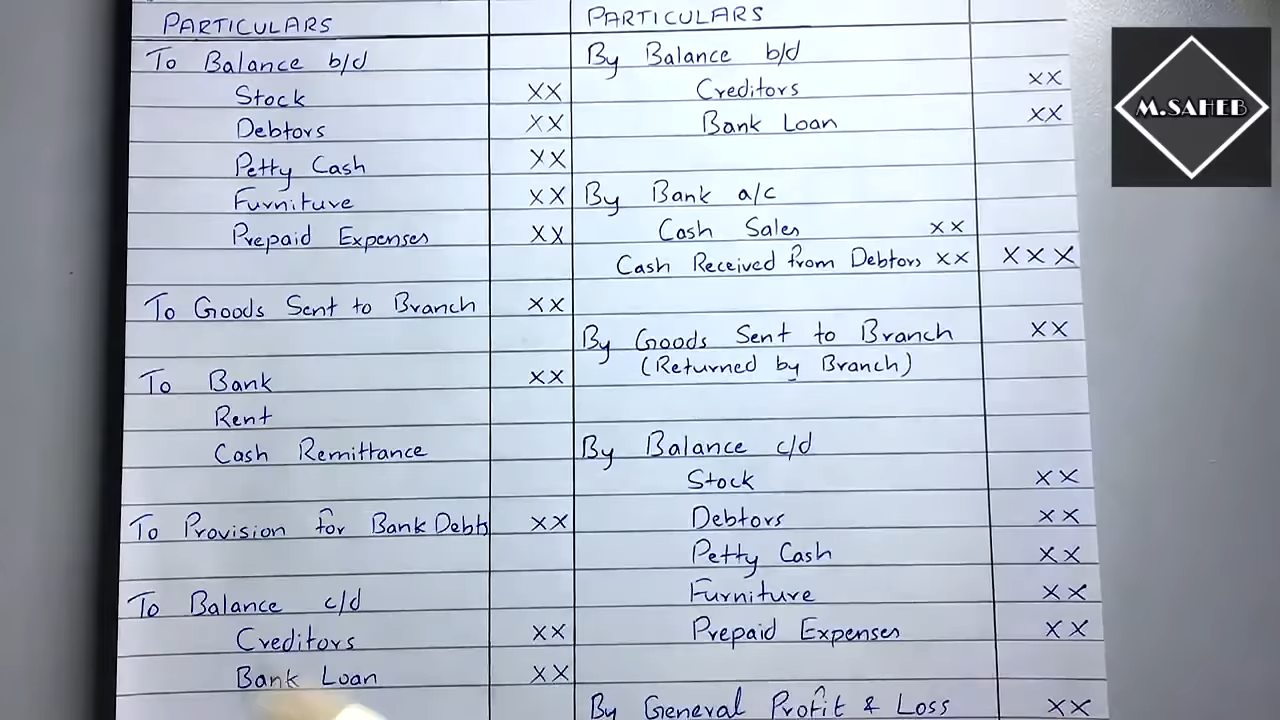 PARTICULARS
To Balance b/d
Stock XX
Debtors XX
Petty Cash XX
Furniture XX
Prepaid Expenses XX
To Goods Sent to Branch XX
To Bank XX
Rent
Cash Remittance
To Provision for Bank Debts XX
To Balance c/d
Creditors XX
Bank Loan XX
PARTICULARS
By Balance b/d
Creditors XX
Bank Loan XX
By Bank a/c
Cash Sales XX
Cash Received from Debtors XX XXX
By Goods Sent to Branch XX
(Returned by Branch)
By Balance c/d
Stock XX
Debtors XX
Petty Cash XX
Furniture XX
Prepaid Expenses XX
By General Profit & Loss XX
M.SAHEB